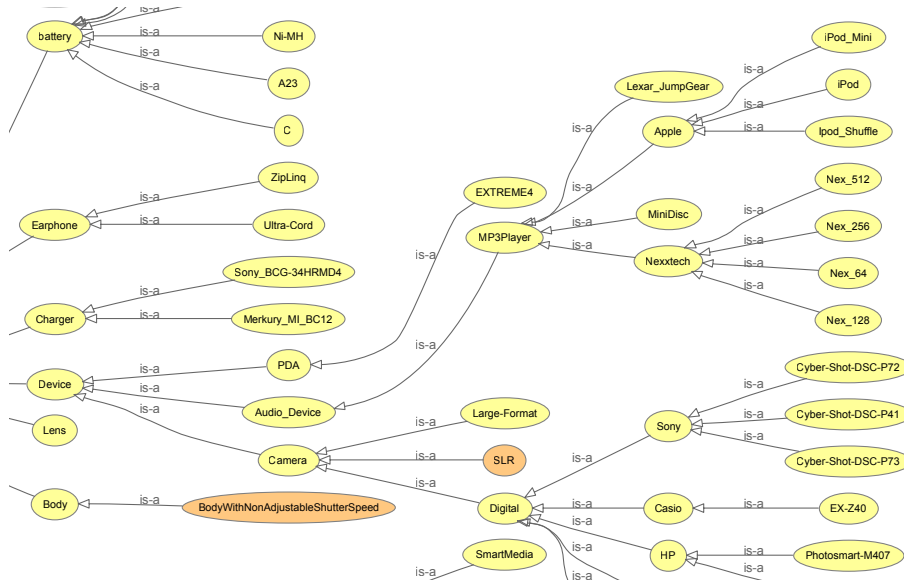 is-a
is-a
battery
is-a
Ni-MH
is-a
A23
is-a
C
is-a
ZipLinq
Earphone
is-a
Ultra-Cord
is-a
Sony_BCG-34HRMD4
Charger
is-a
Merkury_MI_BC12
Device
is-a
PDA
is-a
Audio_Device
is-a
Lens
Camera
Body
is-a
BodyWithNonAdjustableShutterSpeed
is-a
EXTREME4
is-a
MP3Player
is-a
Large-Format
is-a
SLR
is-a
Digital
SmartMedia
is-a
Lexar_JumpGear
is-a
Apple
is-a
MiniDisc
is-a
Nexxtech
is-a
iPod_Mini
is-a
iPod
is-a
Ipod_Shuffle
is-a
Nex_512
is-a
Nex_256
is-a
Nex_64
is-a
Nex_128
is-a
Sony
is-a
Cyber-Shot-DSC-P72
is-a
Cyber-Shot-DSC-P41
is-a
Cyber-Shot-DSC-P73
is-a
Casio
is-a
EX-Z40
is-a
HP
is-a
Photosmart-M407
is-a
is-a